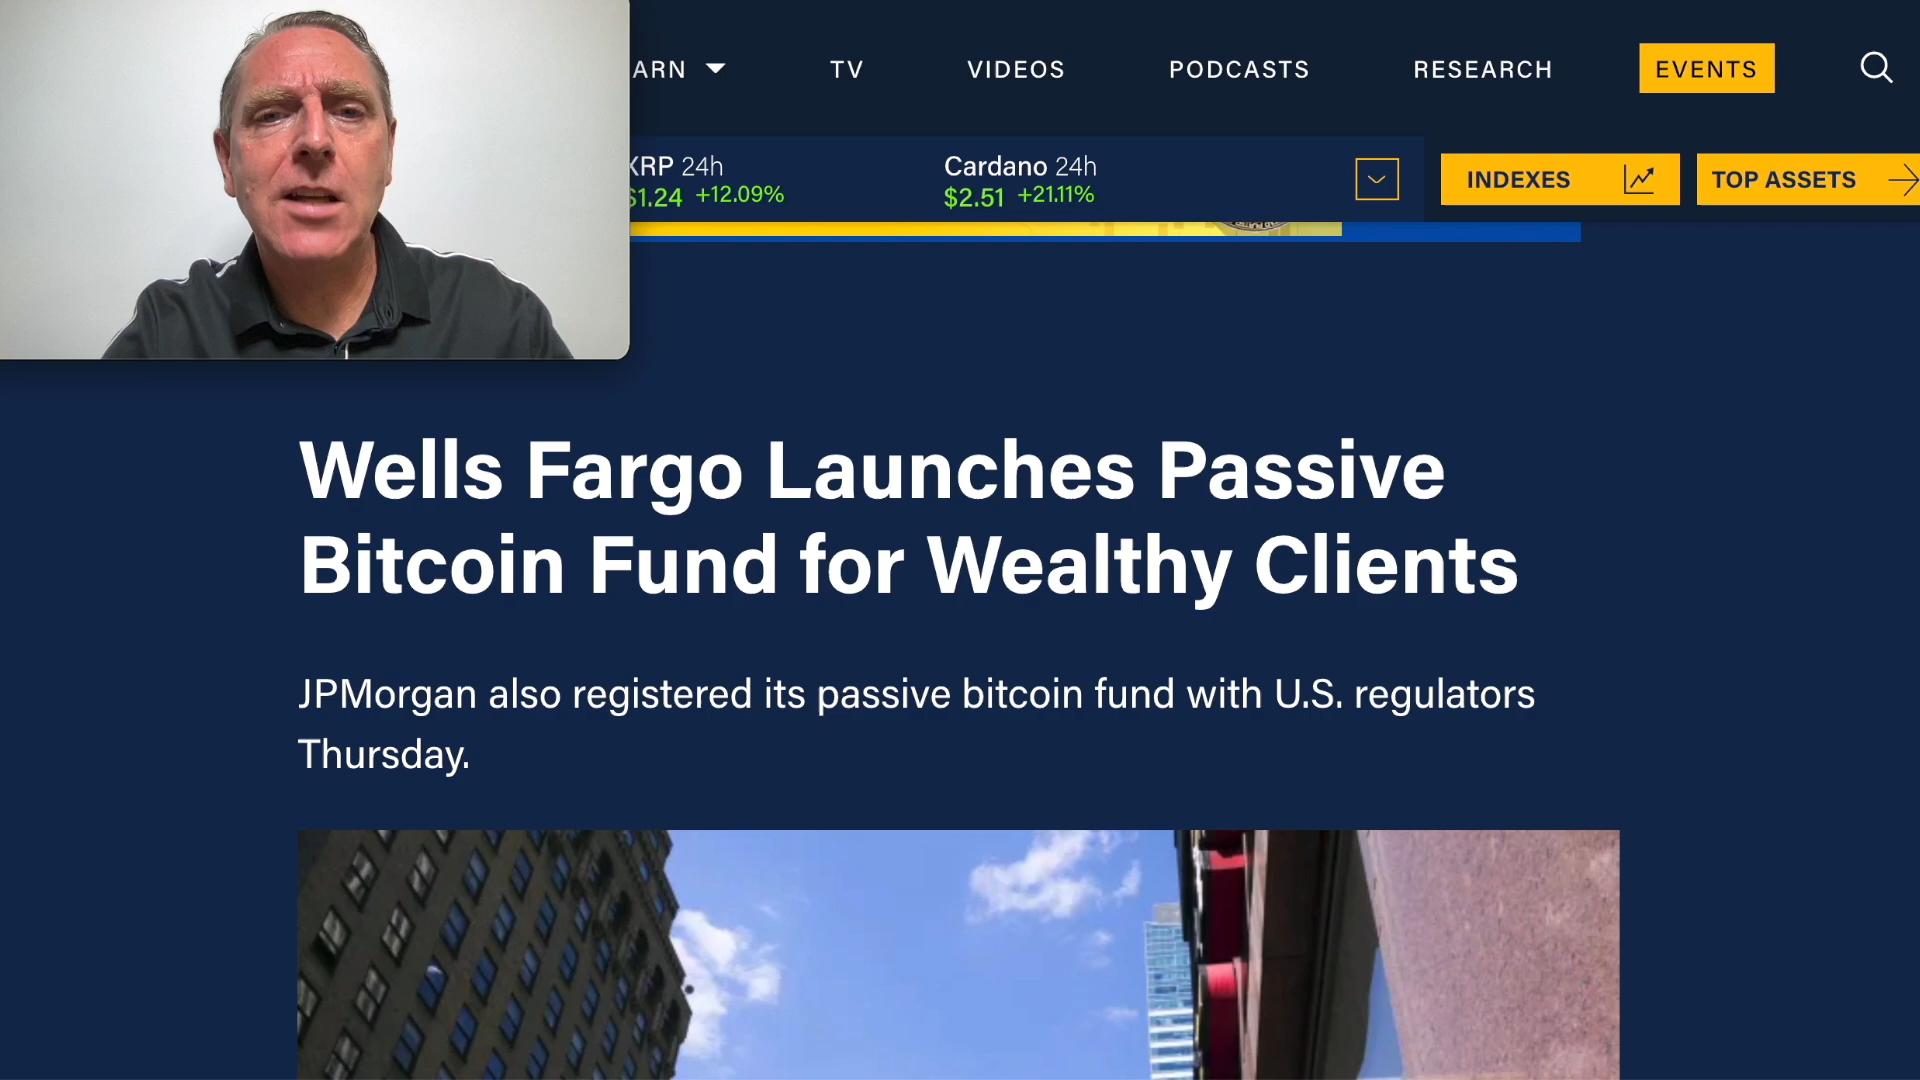 ARN
TV
VIDEOS
PODCASTS
RESEARCH
EVENTS
XRP 24h
$1.24 +12.09%
Cardano 24h
$2.51 +21.11%
INDEXES
TOP ASSETS
Wells Fargo Launches Passive
Bitcoin Fund for Wealthy Clients
JPMorgan also registered its passive bitcoin fund with U.S. regulators
Thursday.